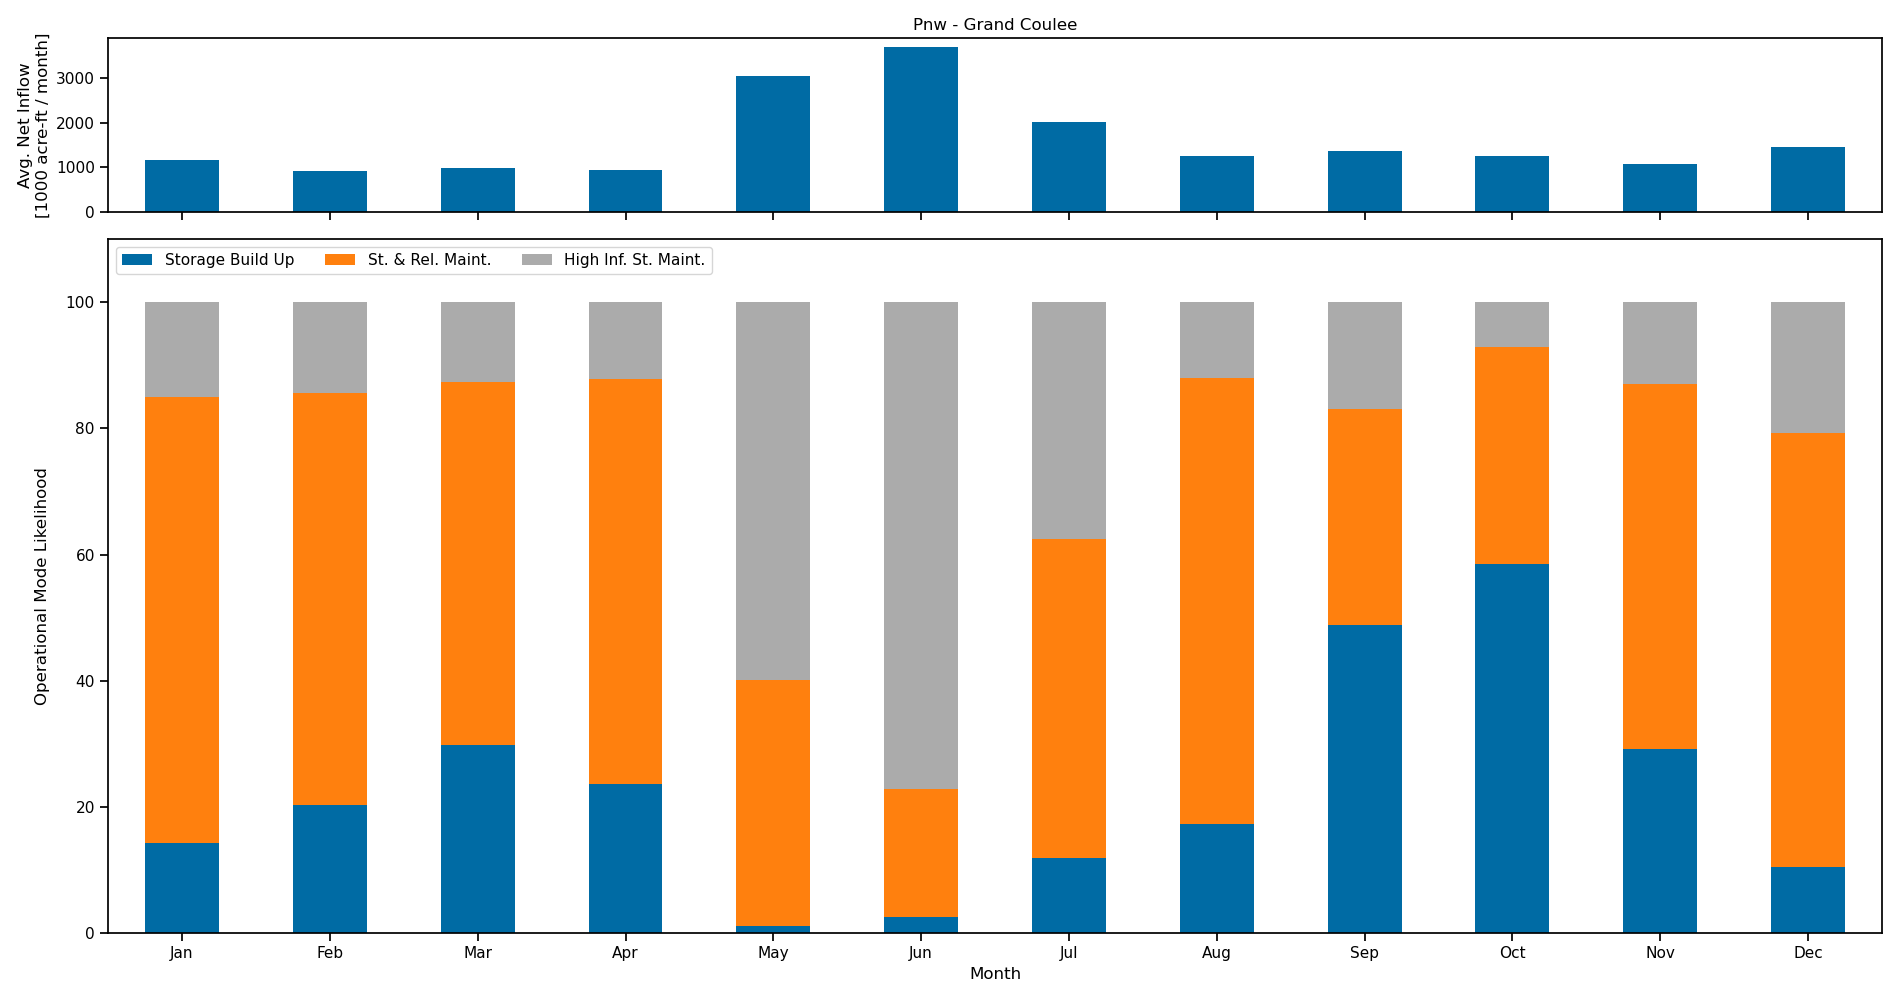 Pnw - Grand Coulee
Avg. Net Inflow
[1000 acre-ft / month]
3000
2000
1000
0
Storage Build Up
St. & Rel. Maint.
High Inf. St. Maint.
Operational Mode Likelihood
100
80
60
40
20
0
Jan Feb Mar Apr May Jun Jul Aug Sep Oct Nov Dec
Month